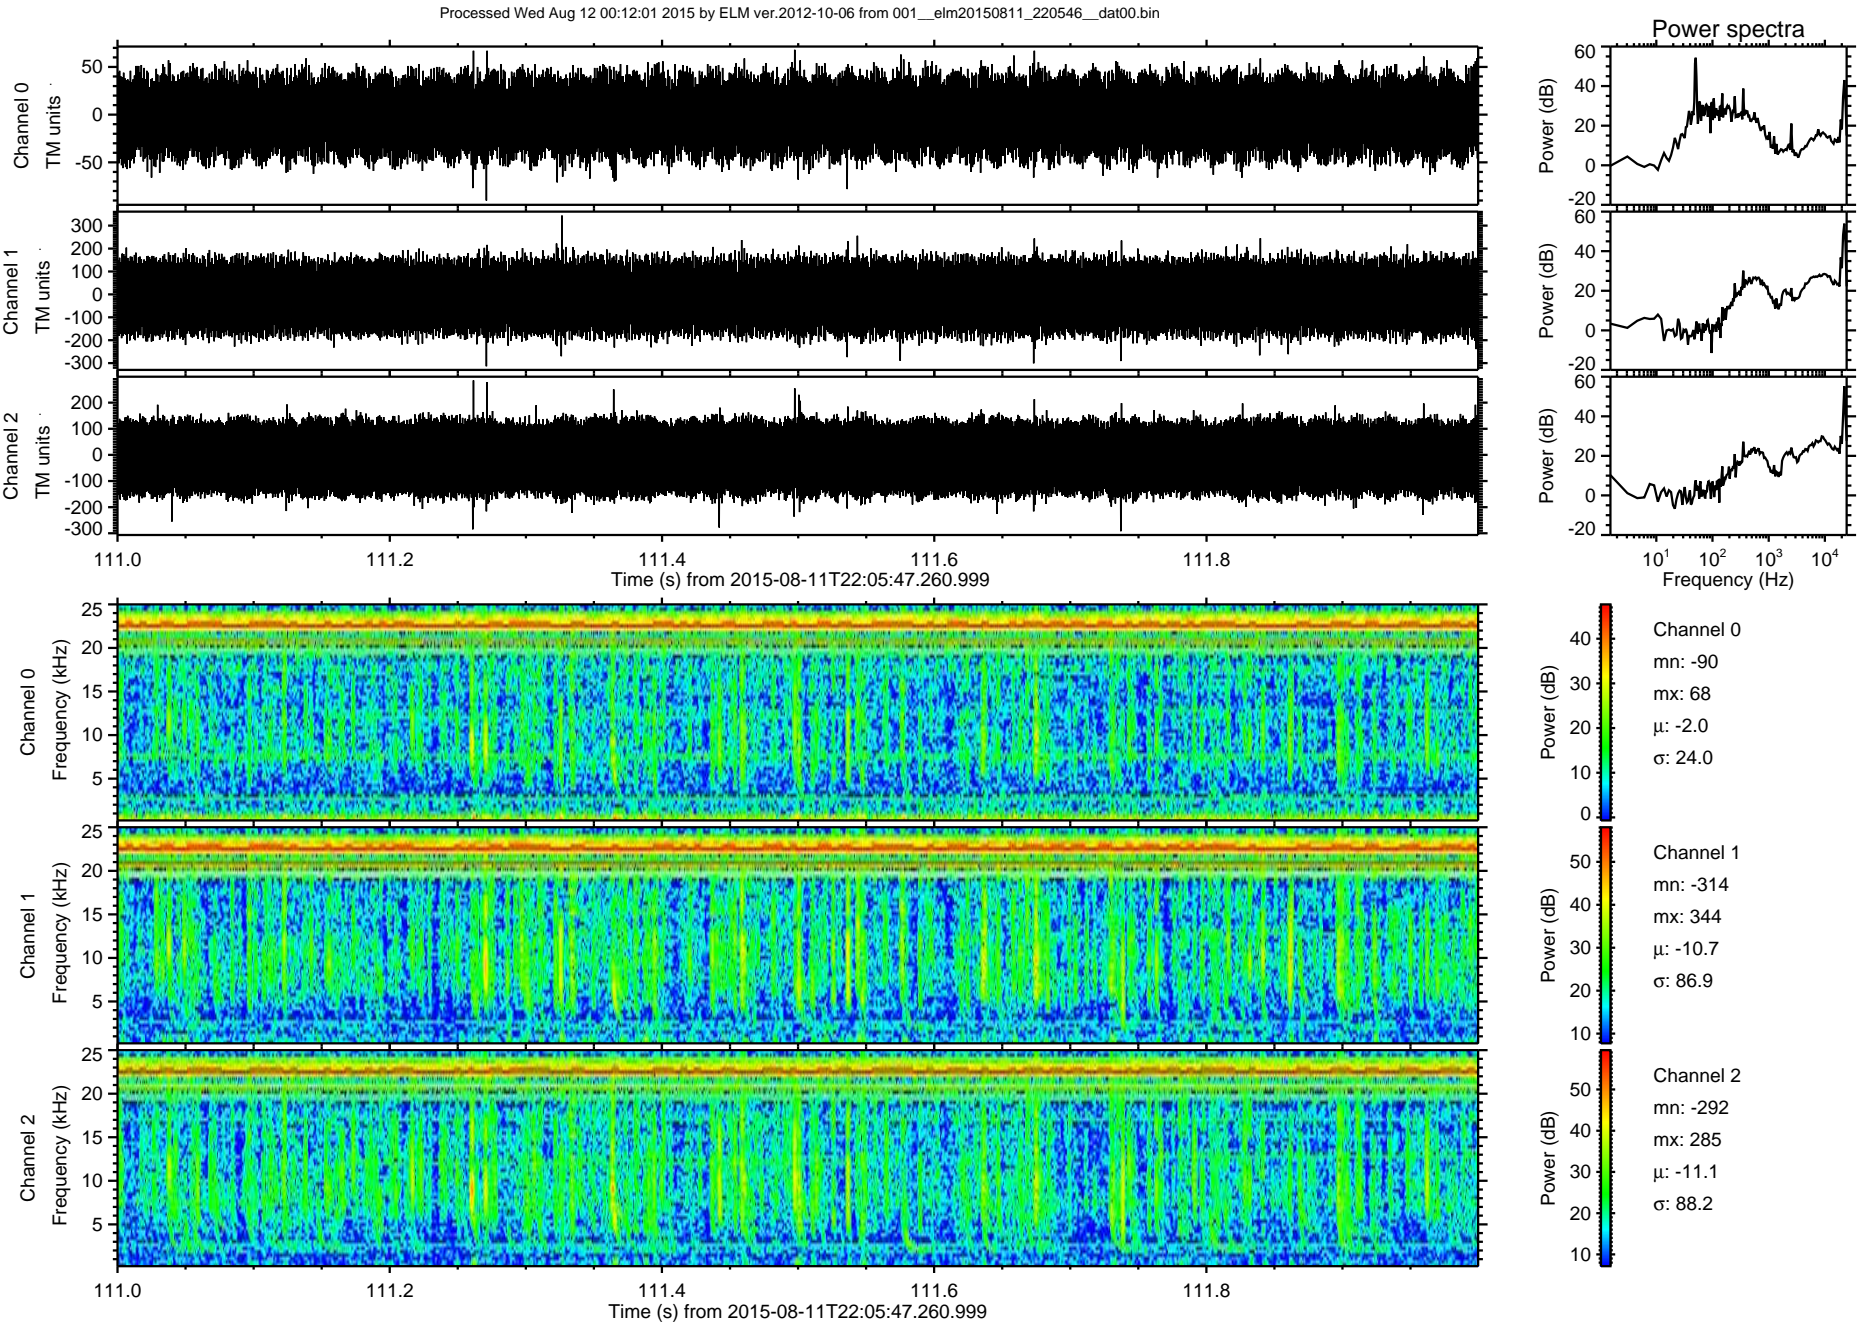 Processed Wed Aug 12 00:12:01 2015 by ELM ver.2012-10-06 from 001__elm20150811_220546__dat00.bin
Power spectra
Channel 0
TM units
50
0
-50
Power (dB)
60
40
20
0
-20
Channel 1
TM units
300
200
100
0
-100
-200
-300
Power (dB)
60
40
20
0
-20
Channel 2
TM units
200
100
0
-100
-200
-300
Power (dB)
60
40
20
0
-20
111.0 111.2 111.4 111.6 111.8
Time (s) from 2015-08-11T22:05:47.260.999
10¹ 10² 10³ 10⁴
Frequency (Hz)
Channel 0
Frequency (kHz)
25
20
15
10
5
Power (dB)
40
30
20
10
0
Channel 0
mn: -90
mx: 68
μ: -2.0
σ: 24.0
Channel 1
Frequency (kHz)
25
20
15
10
5
Power (dB)
50
40
30
20
10
Channel 1
mn: -314
mx: 344
μ: -10.7
σ: 86.9
Channel 2
Frequency (kHz)
25
20
15
10
5
Power (dB)
50
40
30
20
10
Channel 2
mn: -292
mx: 285
μ: -11.1
σ: 88.2
111.0 111.2 111.4 111.6 111.8
Time (s) from 2015-08-11T22:05:47.260.999